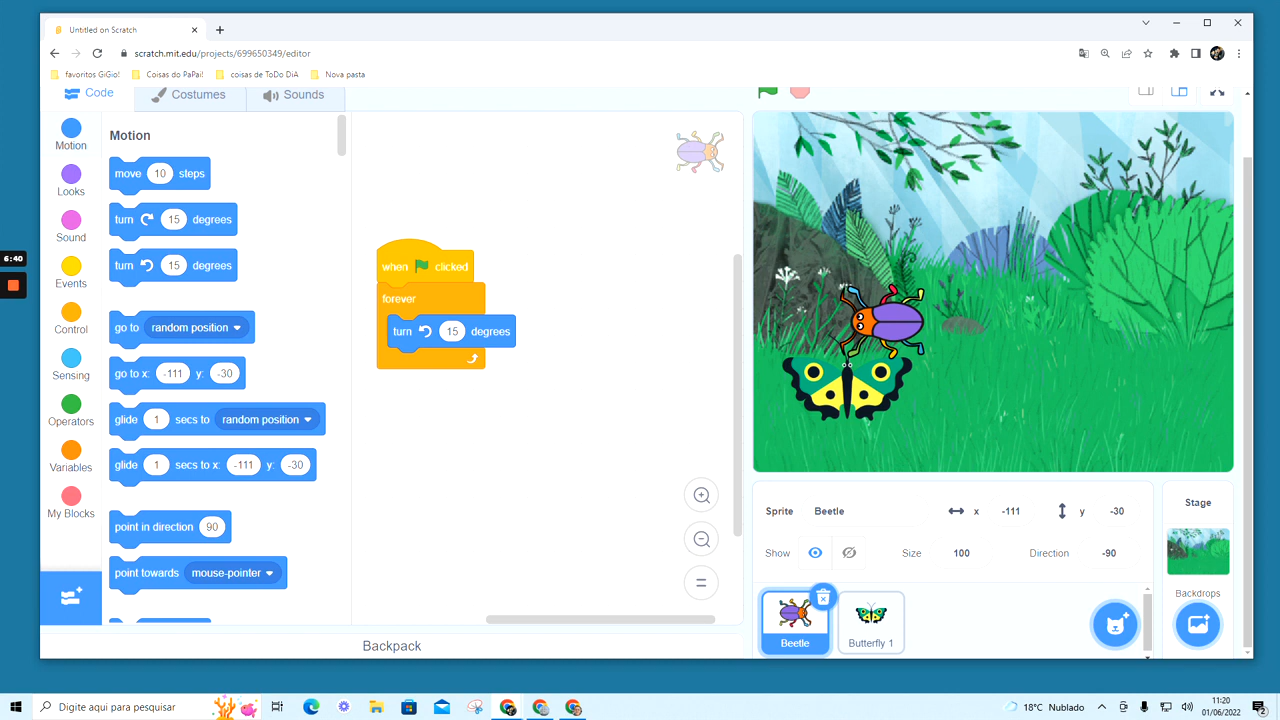 Untitled on Scratch
scratch.mit.edu/projects/699650349/editor
favoritos GiGio!
Coisas do PaPai!
coisas de ToDo DiA
Nova pasta
Code
Costumes
Sounds
Motion
Motion
Looks
Sound
Events
Control
Sensing
Operators
Variables
My Blocks
move 10 steps
turn 15 degrees
turn 15 degrees
go to random position
go to x: -111 y: -30
glide 1 secs to random position
glide 1 secs to x: -111 y: -30
point in direction 90
point towards mouse-pointer
when clicked
forever
turn 15 degrees
Backpack
6:40
Sprite Beetle x -111 y -30
Show Size 100 Direction -90
Beetle
Butterfly 1
Stage
Backdrops
Digite aqui para pesquisar
18°C Nublado
11:20
01/06/2022
2